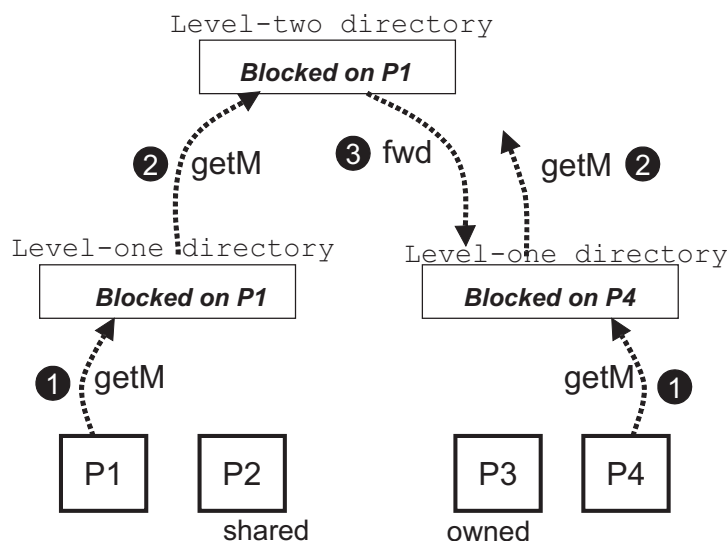 Level-two directory
Blocked on P1
2 getM
3 fwd
getM 2
Level-one directory
Blocked on P1
Level-one directory
Blocked on P4
1 getM
getM 1
P1
P2
P3
P4
shared
owned